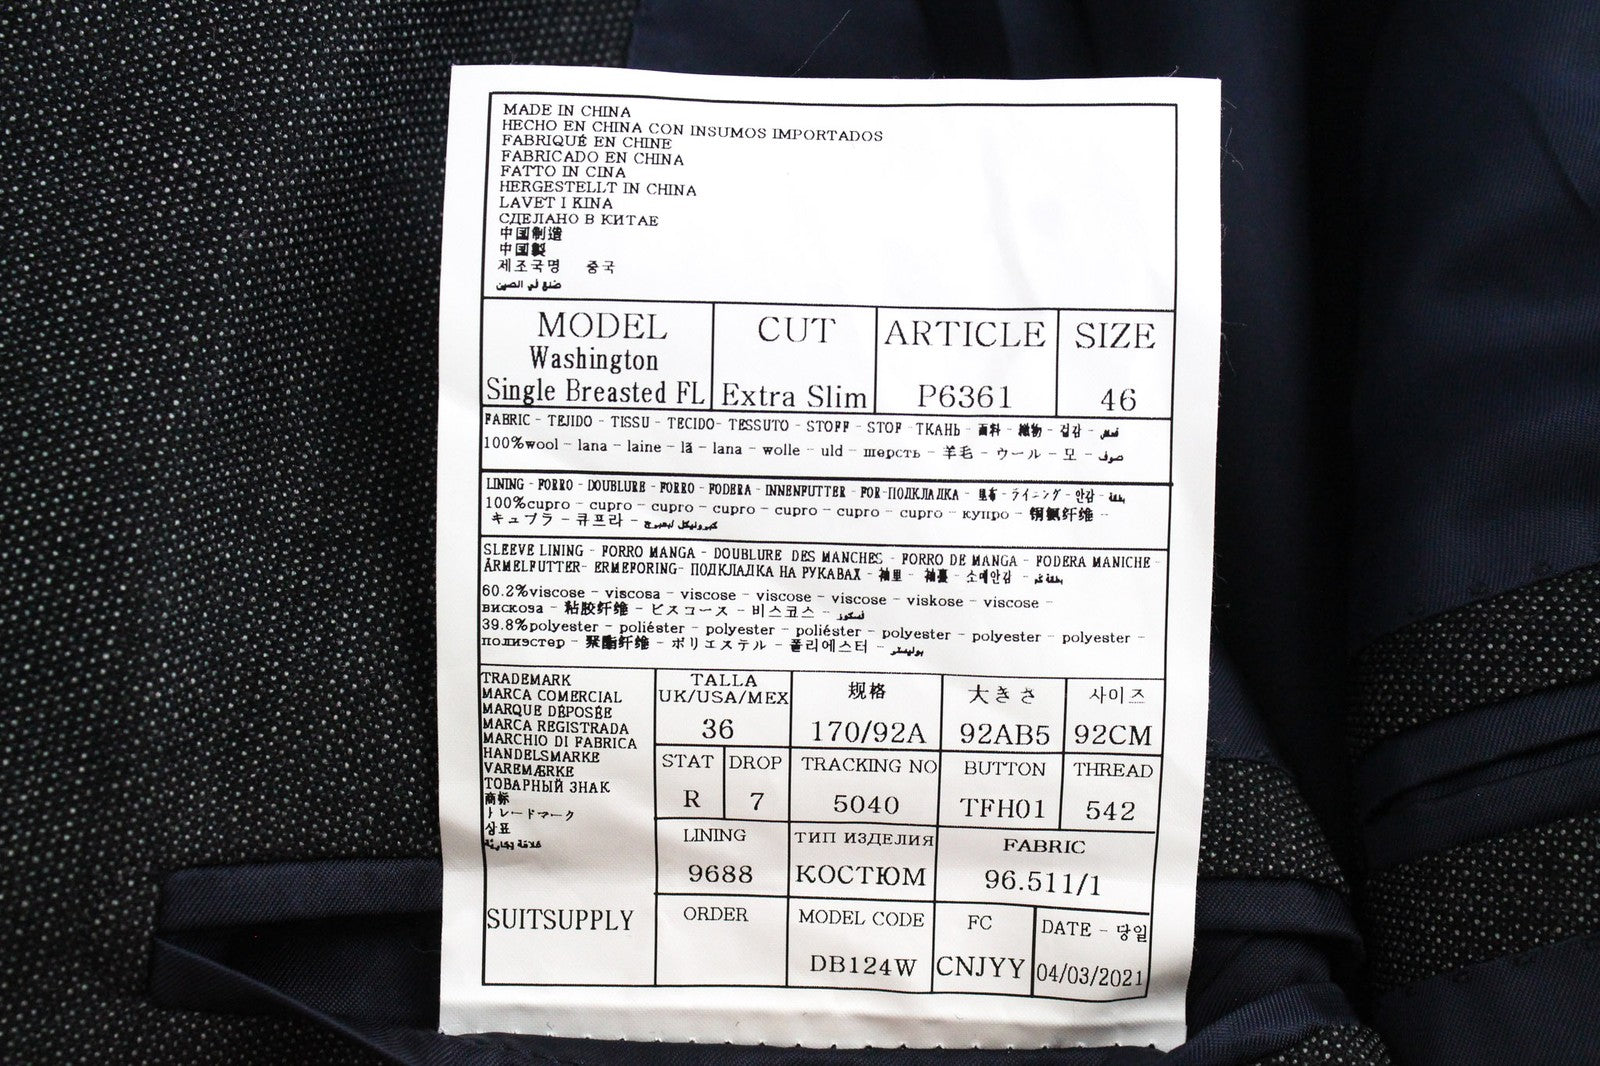 MADE IN CHINA
HECHO EN CHINA CON INSUMOS IMPORTADOS
FABRIQUÉ EN CHINE
FABRICADO EN CHINA
FATTO IN CINA
HERGESTELLT IN CHINA
LAVET I KINA
СДЕЛАНО В КИТАЕ
中国制造
中国製
제조국명 중국
صنع في الصين
MODEL CUT ARTICLE SIZE
Washington
Single Breasted FL Extra Slim P6361 46
FABRIC - TEJIDO - TISSU - TECIDO- TESSUTO - STOFF - STOF - ТКАНЬ - 面料 - 織物 - 겉감 -
100%wool - lana - laine - lã - lana - wolle - uld - шерсть - 羊毛 - ウール - 모 - صوف
LINING - FORRO - DOUBLURE - FORRO - FODERA - INNENFUTTER - FOR-ПОДКЛАДКА - 里布 - ライニング - 안감 -
100%cupro - cupro - cupro - cupro - cupro - cupro - cupro - купро - 铜氨纤维 -
キュプラ - 큐프라 -
SLEEVE LINING - FORRO MANGA - DOUBLURE DES MANCHES - FORRO DE MANGA - FODERA MANICHE -
ÄRMELFUTTER- ERMEFORING- ПОДКЛАДКА НА РУКАВАХ - 袖里 - 袖裏 - 소매안감 -
60.2%viscose - viscosa - viscose - viscose - viscose - viskose - viscose -
вискоза - 粘胶纤维 - ビスコース - 비스코스 -
39.8%polyester - poliéster - polyester - poliéster - polyester - polyester - polyester -
полиэстер - 聚酯纤维 - ポリエステル - 폴리에스터 -
TRADEMARK
MARCA COMERCIAL
MARQUE DÉPOSÉE
MARCA REGISTRADA
MARCHIO DI FABRICA
HANDELSMARKE
VAREMÆRKE
ТОВАРНЫЙ ЗНАК
商标
トレードマーク
상표
علامة تجارية
SUITSUPPLY
TALLA
UK/USA/MEX 规格 大きさ 사이즈
36 170/92A 92AB5 92CM
STAT DROP TRACKING NO BUTTON THREAD
R 7 5040 TFH01 542
LINING ТИП ИЗДЕЛИЯ FABRIC
9688 КОСТЮМ 96.511/1
ORDER MODEL CODE FC DATE - 당일
DB124W CNJYY 04/03/2021